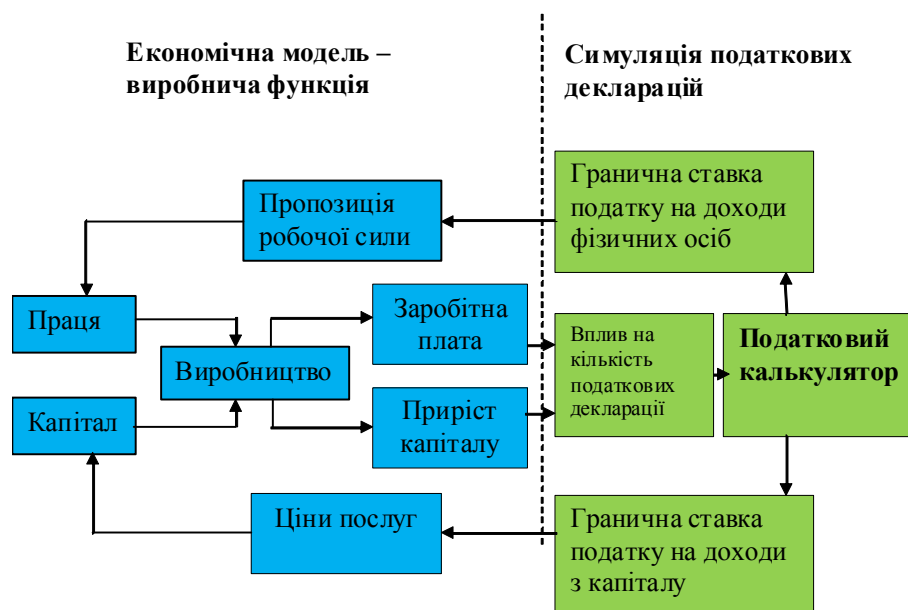 Економічна модель –
виробнича функція
Симуляція податкових
декларацій
Гранична ставка
податку на доходи
фізичних осіб
Пропозиція
робочої сили
Праця
Заробітна
плата
Вплив на
кількість
податкових
декларації
Податковий
калькулятор
Виробництво
Капітал
Приріст
капіталу
Ціни послуг
Гранична ставка
податку на доходи
з капіталу